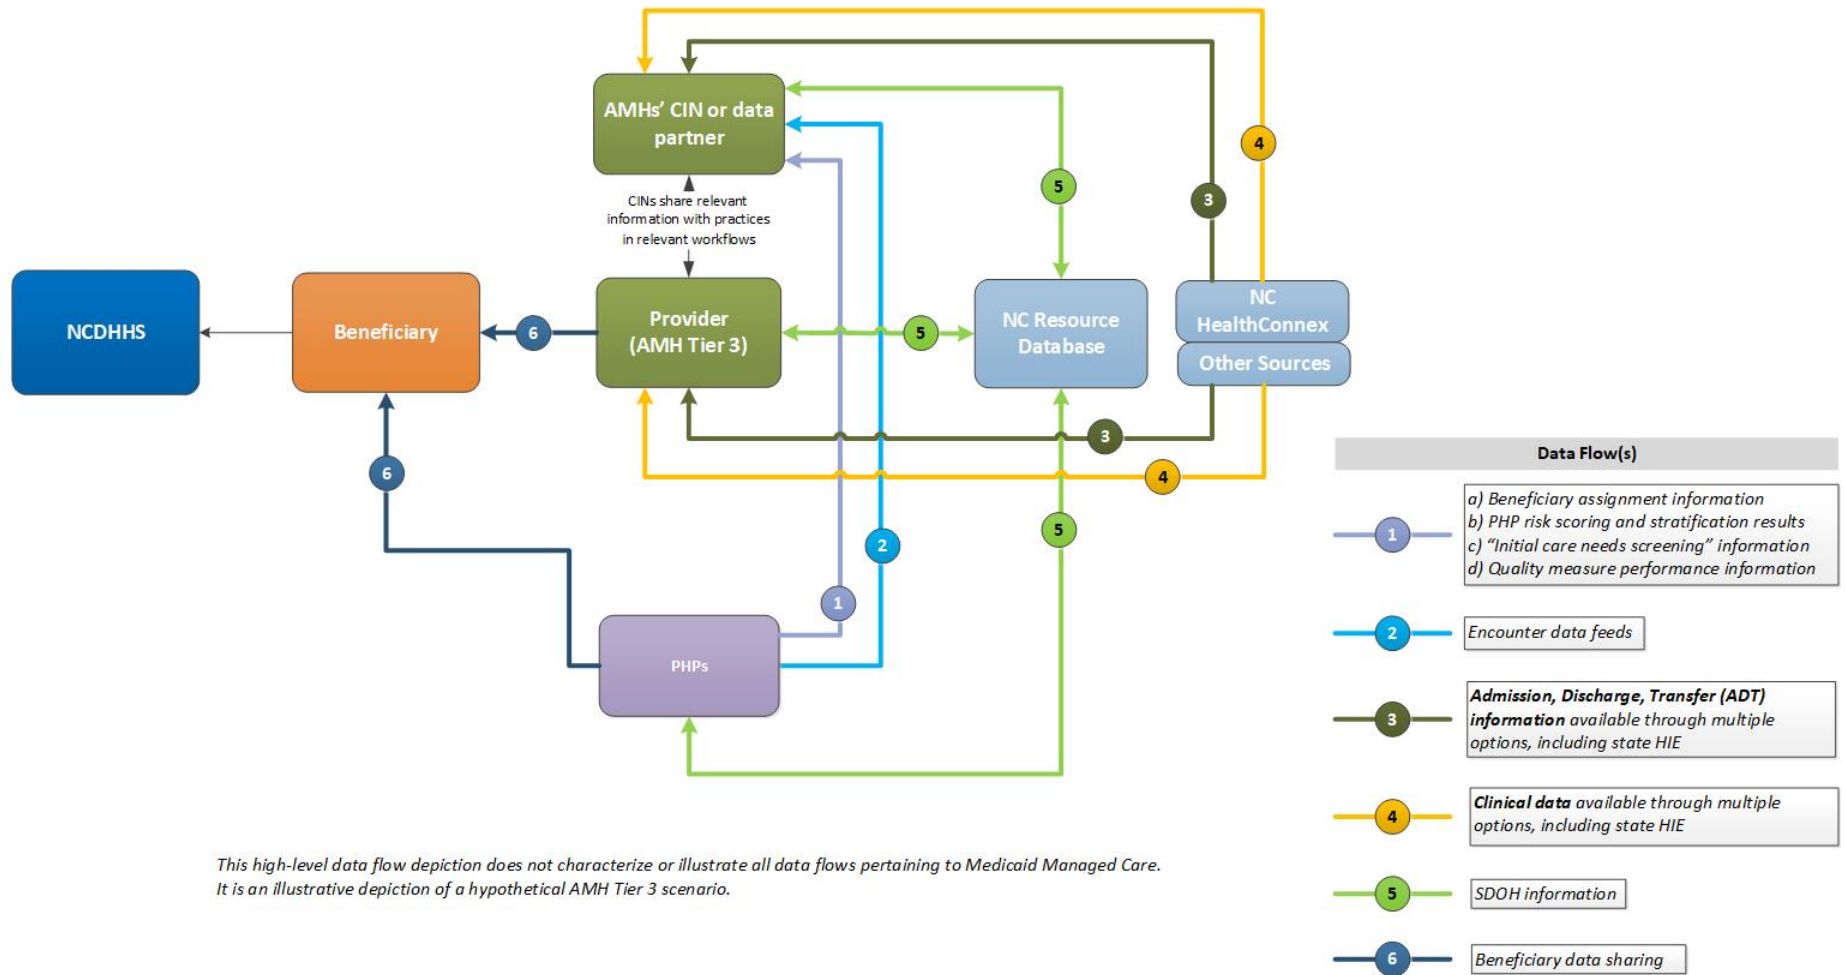 4
3
AMHs' CIN or data
partner
5
CINs share relevant
information with practices
in relevant workflows
NCDHHS
Beneficiary
6
Provider
(AMH Tier 3)
5
NC Resource
Database
NC
HealthConnex
Other Sources
3
4
6
5
2
1
PHPs
Data Flow(s)
1
a) Beneficiary assignment information
b) PHP risk scoring and stratification results
c) "Initial care needs screening" information
d) Quality measure performance information
2
Encounter data feeds
3
Admission, Discharge, Transfer (ADT)
information available through multiple
options, including state HIE
4
Clinical data available through multiple
options, including state HIE
5
SDOH information
6
Beneficiary data sharing
This high-level data flow depiction does not characterize or illustrate all data flows pertaining to Medicaid Managed Care.
It is an illustrative depiction of a hypothetical AMH Tier 3 scenario.